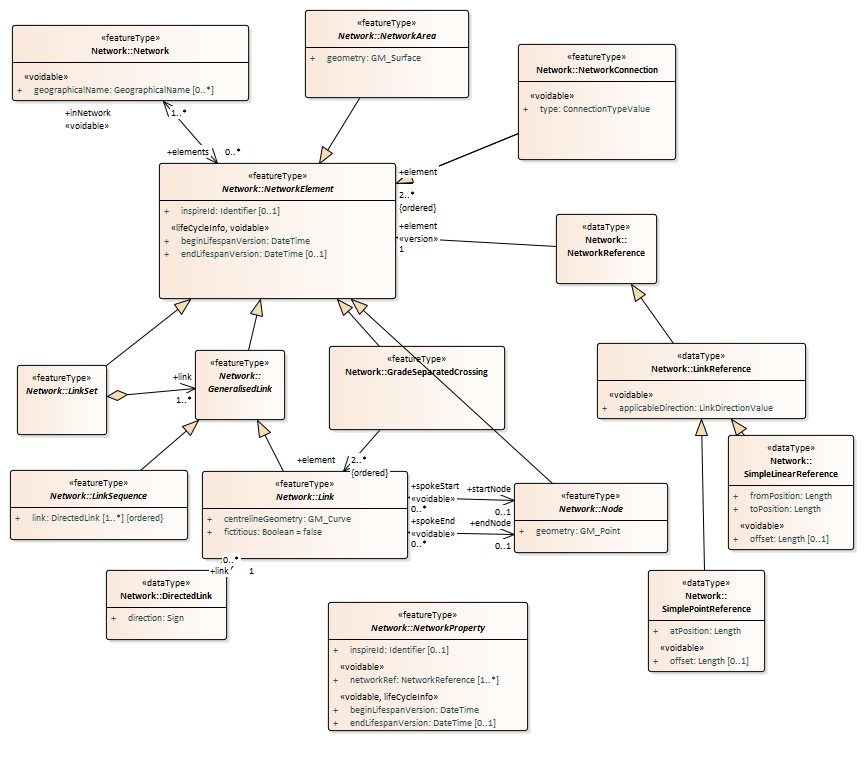 «featureType»
Network::Network
«voidable»
+ geographicalName: GeographicalName [0..*]
«featureType»
Network::NetworkArea
+ geometry: GM_Surface
«featureType»
Network::NetworkConnection
«voidable»
+ type: ConnectionTypeValue
+inNetwork
«voidable»
1..*
+elements
0..*
«featureType»
Network::NetworkElement
+ inspireId: Identifier [0..1]
«lifeCycleInfo, voidable»
+ beginLifespanVersion: DateTime
+ endLifespanVersion: DateTime [0..1]
+element
2..*
{ordered}
+element
«version»
1
«dataType»
Network::
NetworkReference
«featureType»
Network::LinkSet
+link
1..*
«featureType»
Network::
GeneralisedLink
«featureType»
Network::GradeSeparatedCrossing
«dataType»
Network::LinkReference
«voidable»
+ applicableDirection: LinkDirectionValue
«dataType»
Network::
SimpleLinearReference
+ fromPosition: Length
+ toPosition: Length
«voidable»
+ offset: Length [0..1]
+element
2..*
{ordered}
«featureType»
Network::LinkSequence
+ link: DirectedLink [1..*] {ordered}
«featureType»
Network::Link
+ centrelineGeometry: GM_Curve
+ fictitious: Boolean = false
+spokeStart
«voidable»
0..*
+startNode
0..1
+spokeEnd
«voidable»
0..*
+endNode
0..1
«featureType»
Network::Node
+ geometry: GM_Point
0..*
+link
1
«dataType»
Network::DirectedLink
+ direction: Sign
«dataType»
Network::
SimplePointReference
+ atPosition: Length
«voidable»
+ offset: Length [0..1]
«featureType»
Network::NetworkProperty
+ inspireId: Identifier [0..1]
«voidable»
+ networkRef: NetworkReference [1..*]
«voidable, lifeCycleInfo»
+ beginLifespanVersion: DateTime
+ endLifespanVersion: DateTime [0..1]